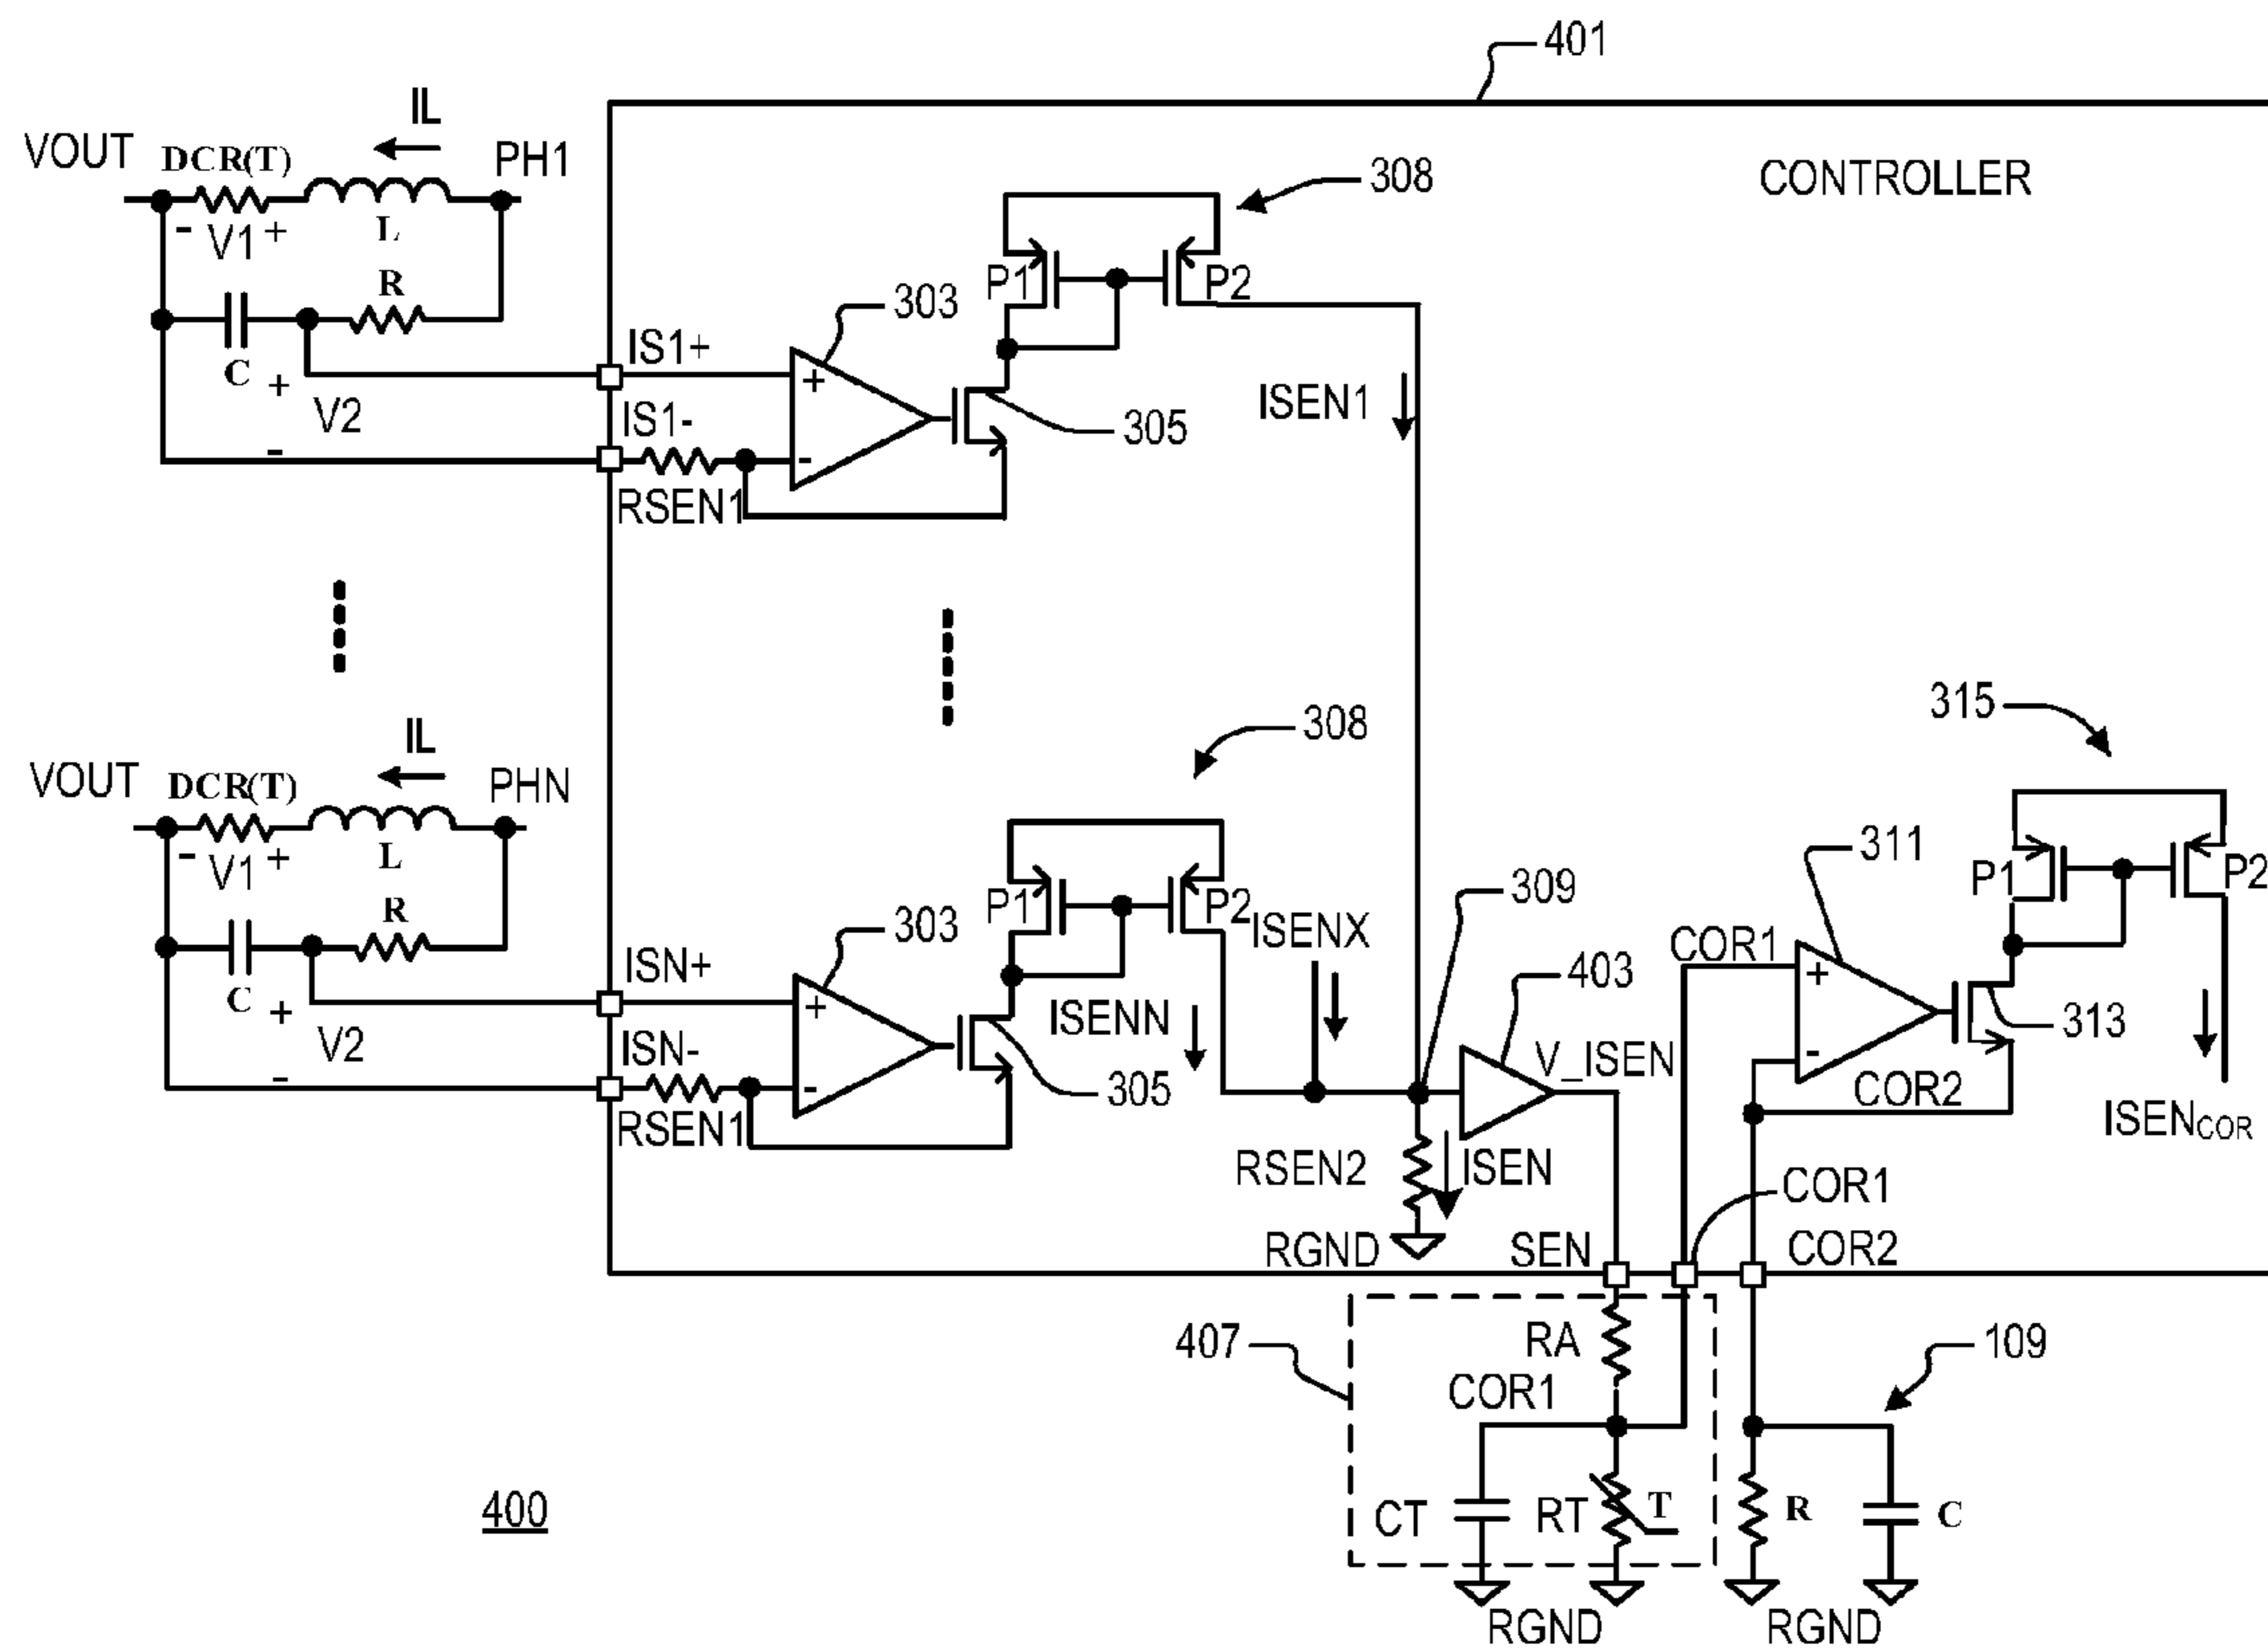 401
IL
VOUT DCR(T) PH1
CONTROLLER
308
- V1 + L
R
P1 P2
303
IS1+
C +
+
ISEN1
V2
IS1-
305
-
-
RSEN1
315
308
IL
VOUT DCR(T) PHN
- V1 + L
311
P1 P2
309
R
P1 P2
ISENX
303
COR1
ISN+
403
C +
+
+
ISENN
313
V2
ISN-
V_ISEN
-
305
COR2
-
-
RSEN1
ISENCOR
RSEN2 ISEN
COR1
RGND SEN COR2
RA
407 109
COR1
CT RT T R C
400
RGND RGND